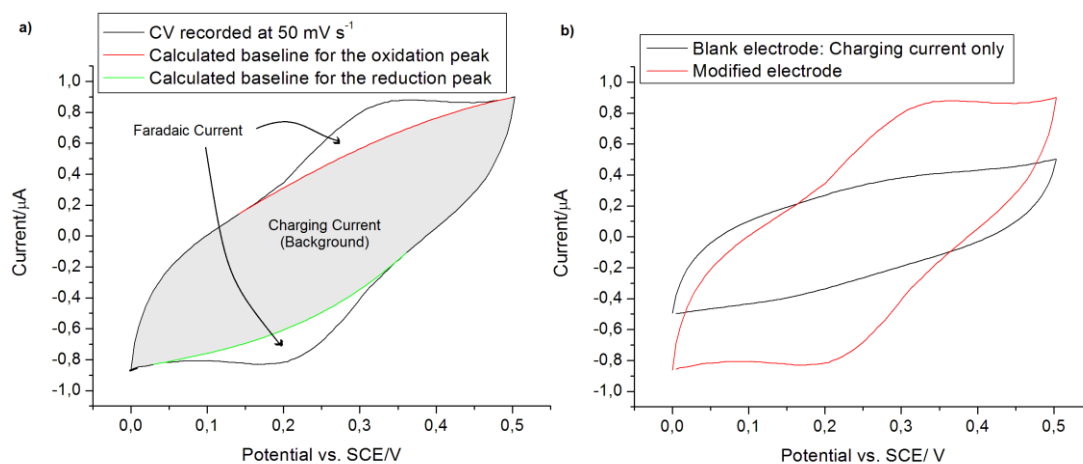 a)
CV recorded at 50 mV s⁻¹
Calculated baseline for the oxidation peak
Calculated baseline for the reduction peak
1,0
0,8
0,6
0,4
0,2
0,0
-0,2
-0,4
-0,6
-0,8
-1,0
Current/μA
Faradaic Current
Charging Current
(Background)
0,0 0,1 0,2 0,3 0,4 0,5
Potential vs. SCE/V
b)
Blank electrode: Charging current only
Modified electrode
1,0
0,8
0,6
0,4
0,2
0,0
-0,2
-0,4
-0,6
-0,8
-1,0
Current/μA
0,0 0,1 0,2 0,3 0,4 0,5
Potential vs. SCE/ V